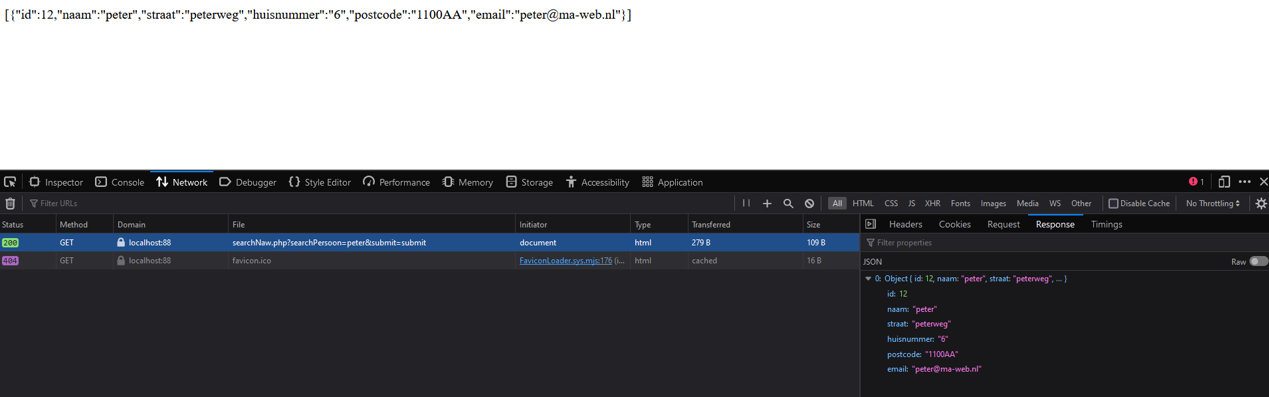 [{"id":12,"naam":"peter","straat":"peterweg","huisnummer":"6","postcode":"1100AA","email":"peter@ma-web.nl"}]
Inspector Console Network Debugger Style Editor Performance Memory Storage Accessibility Application 1
Filter URLs All HTML CSS JS XHR Fonts Images Media WS Other Disable Cache No Throttling
Status Method Domain File Initiator Type Transferred Size
200 GET localhost:88 searchNaw.php?searchPersoon=peter&submit=submit document html 279 B 109 B
404 GET localhost:88 favicon.ico FaviconLoader.sys.mjs:176 (i... html cached 16 B
Headers Cookies Request Response Timings
Filter properties
JSON Raw
0: Object { id: 12, naam: "peter", straat: "peterweg", ... }
id: 12
naam: "peter"
straat: "peterweg"
huisnummer: "6"
postcode: "1100AA"
email: "peter@ma-web.nl"